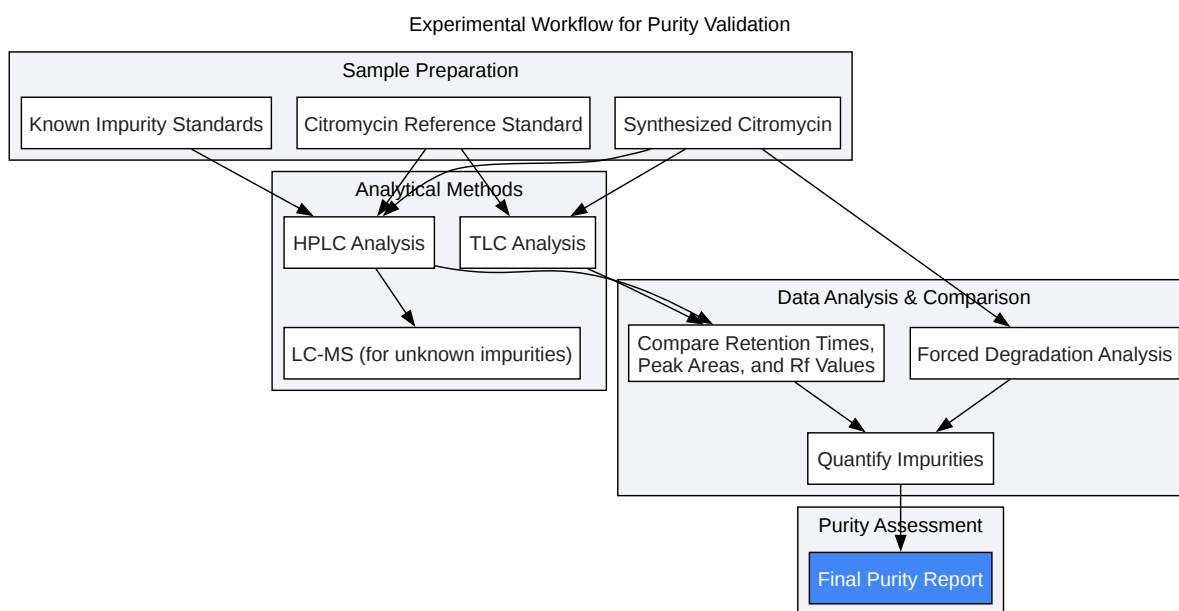 Experimental Workflow for Purity Validation
Sample Preparation
Known Impurity Standards
Citromycin Reference Standard
Synthesized Citromycin
Analytical Methods
HPLC Analysis
TLC Analysis
Data Analysis & Comparison
LC-MS (for unknown impurities)
Compare Retention Times,
Peak Areas, and Rf Values
Forced Degradation Analysis
Quantify Impurities
Purity Assessment
Final Purity Report